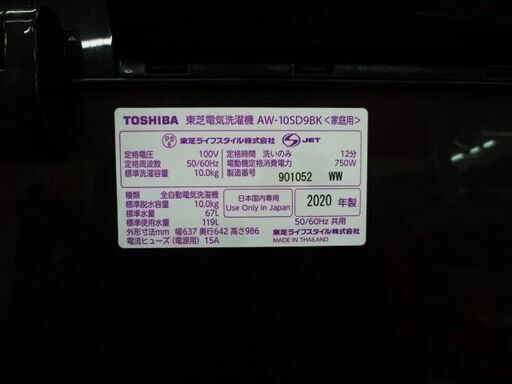 TOSHIBA 東芝電気洗濯機 AW-10SD9BK<家庭用>
PS E 東芝ライフスタイル株式会社 S JET
定格電圧 100V 定格時間 洗いのみ 12分
定格周波数 50/60Hz 電動機定格消費電力 750W
標準洗濯容量 10.0kg 製造番号 901052 WW
種類 全自動電気洗濯機
標準脱水容量 10.0kg
標準水量 67L
標準使用水量 119L
外形寸法mm 幅637 奥行642 高さ986
電流ヒューズ(電源用) 15A
日本国内専用
Use Only in Japan
2020 年製
50/60Hz 共用
東芝ライフスタイル株式会社
MADE IN THAILAND